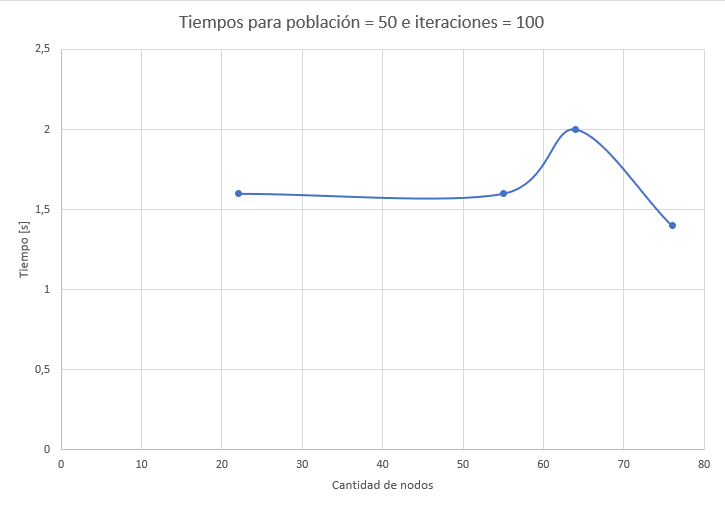 Tiempos para población = 50 e iteraciones = 100
2,5
2
1,5
1
0,5
0
Tiempo [s]
0 10 20 30 40 50 60 70 80
Cantidad de nodos